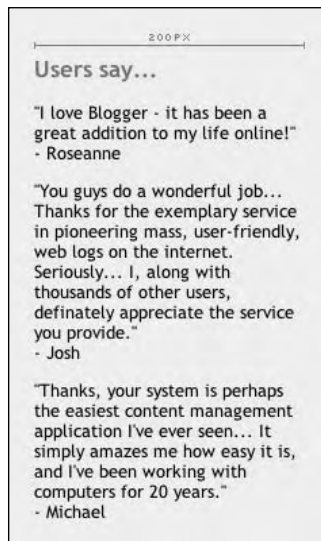 200PX
Users say...
"I love Blogger - it has been a
great addition to my life online!"
- Roseanne
"You guys do a wonderful job...
Thanks for the exemplary service
in pioneering mass, user-friendly,
web logs on the internet.
Seriously... I, along with
thousands of other users,
definately appreciate the service
you provide."
- Josh
"Thanks, your system is perhaps
the easiest content management
application I've ever seen... It
simply amazes me how easy it is,
and I've been working with
computers for 20 years."
- Michael